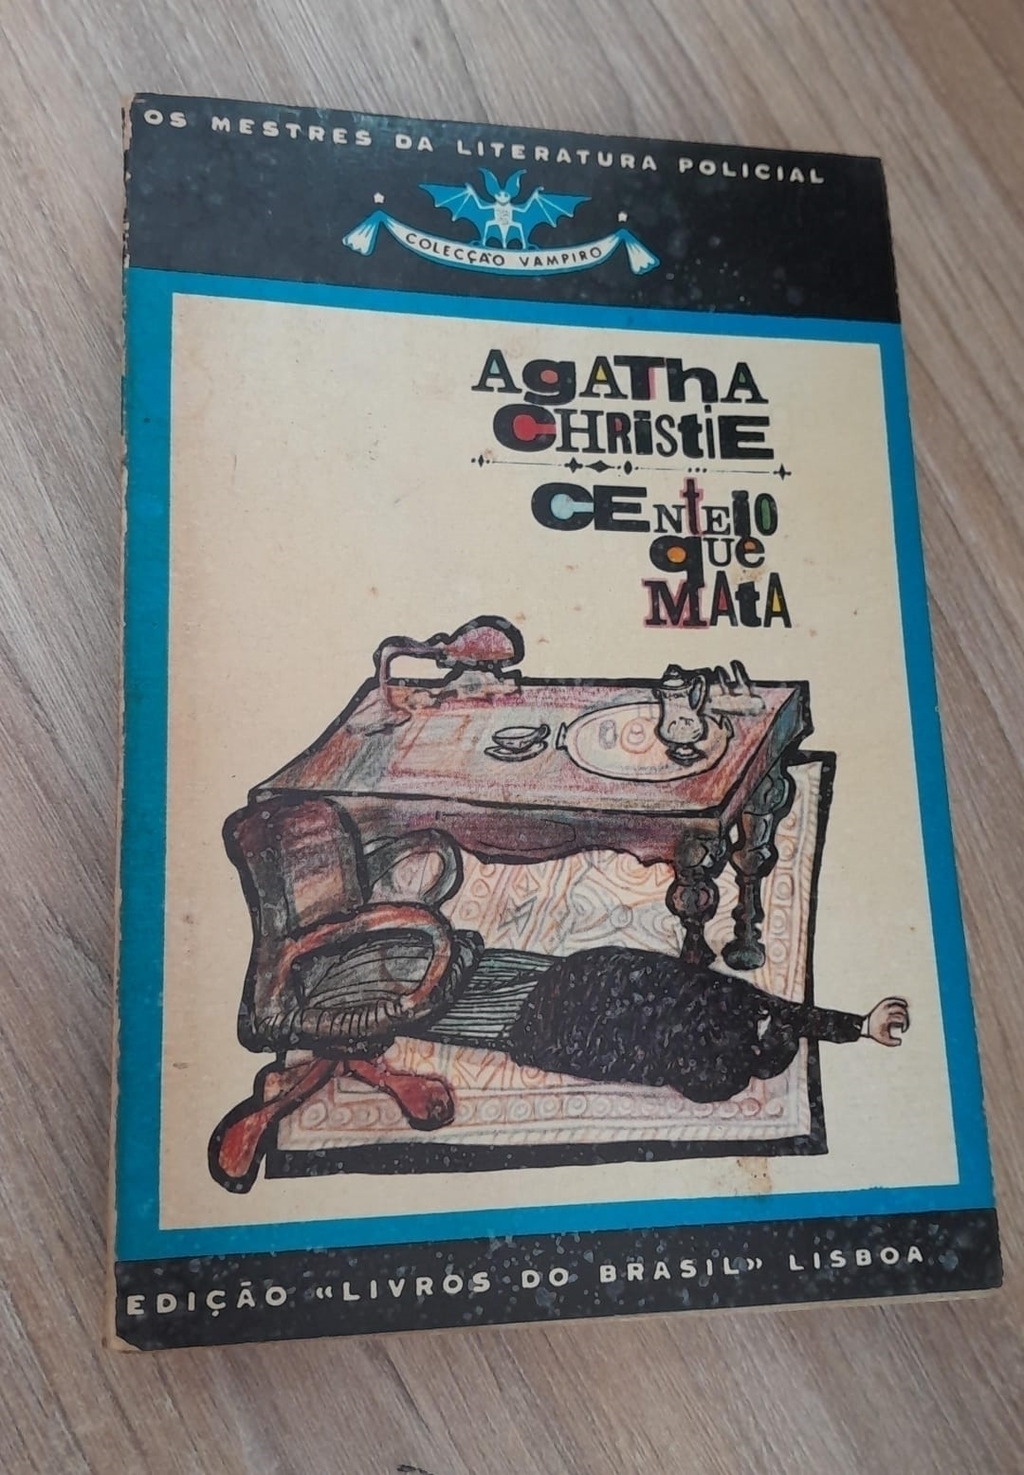 OS MESTRES DA LITERATURA POLICIAL
COLECÇÃO VAMPIRO
AgAThA
CHRistiE
CENtEIO
que
MAtA
EDIÇÃO «LIVROS DO BRASIL» LISBOA